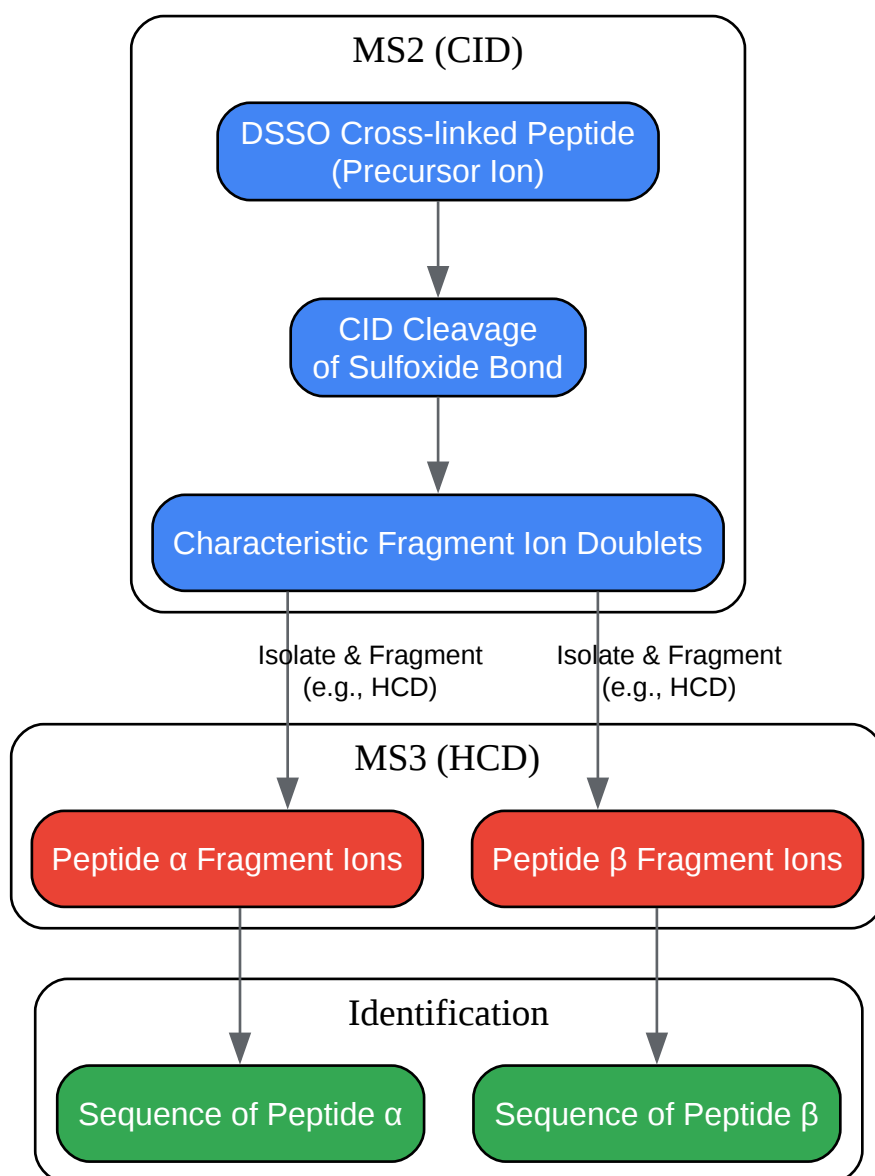 MS2 (CID)
DSSO Cross-linked Peptide
(Precursor Ion)
CID Cleavage
of Sulfoxide Bond
Characteristic Fragment Ion Doublets
Isolate & Fragment
(e.g., HCD)
Isolate & Fragment
(e.g., HCD)
MS3 (HCD)
Peptide α Fragment Ions
Peptide β Fragment Ions
Identification
Sequence of Peptide α
Sequence of Peptide β